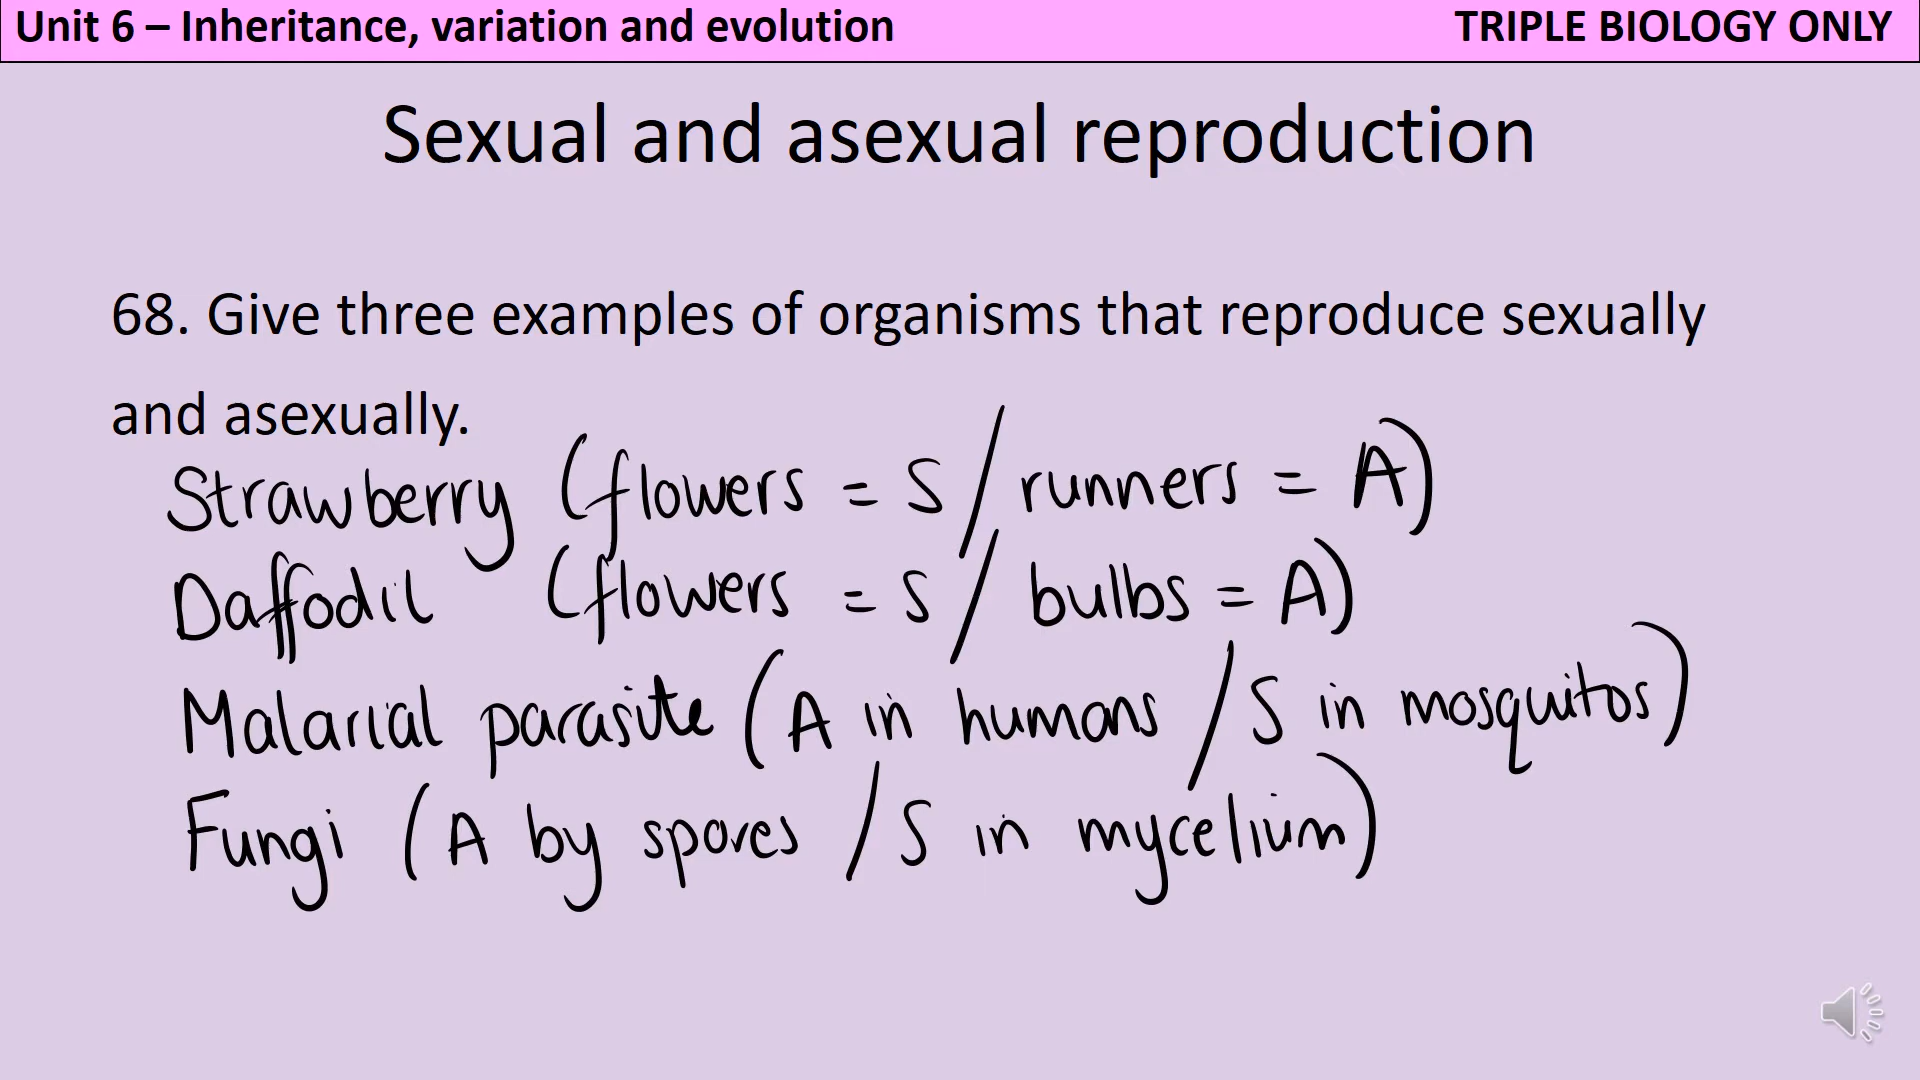 Unit 6 – Inheritance, variation and evolution TRIPLE BIOLOGY ONLY
Sexual and asexual reproduction
68. Give three examples of organisms that reproduce sexually
and asexually.
Strawberry (flowers = S / runners = A)
Daffodil (flowers = S / bulbs = A)
Malarial parasite (A in humans / S in mosquitos)
Fungi (A by spores / S in mycelium)